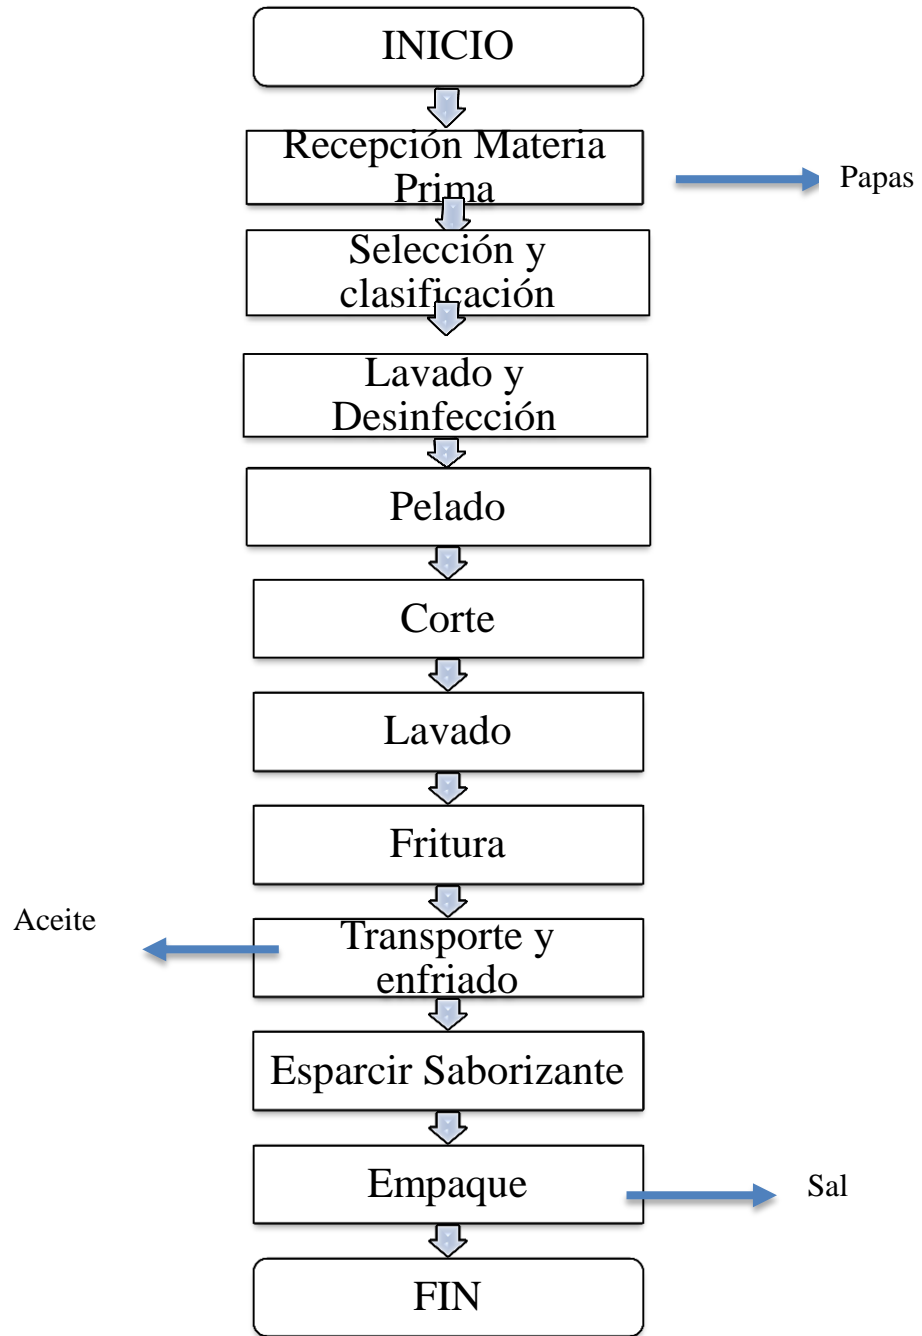 INICIO
Recepción Materia
Prima
Papas
Selección y
clasificación
Lavado y
Desinfección
Pelado
Corte
Lavado
Fritura
Aceite
Transporte y
enfriado
Esparcir Saborizante
Empaque
Sal
FIN